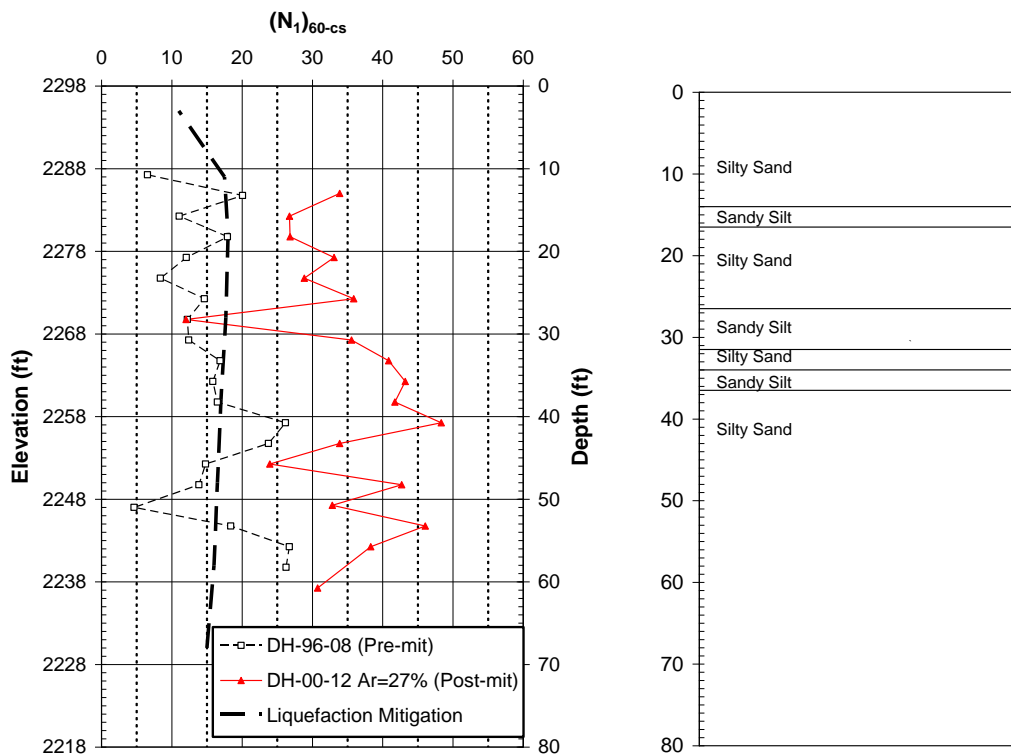 (N1)60-cs
0 10 20 30 40 50 60
2298
2288
2278
2268
2258
2248
2238
2228
2218
Elevation (ft)
0
10
20
30
40
50
60
70
80
Depth (ft)
DH-96-08 (Pre-mit)
DH-00-12 Ar=27% (Post-mit)
Liquefaction Mitigation
0
10
20
30
40
50
60
70
80
Silty Sand
Sandy Silt
Silty Sand
Sandy Silt
Silty Sand
Sandy Silt
Silty Sand